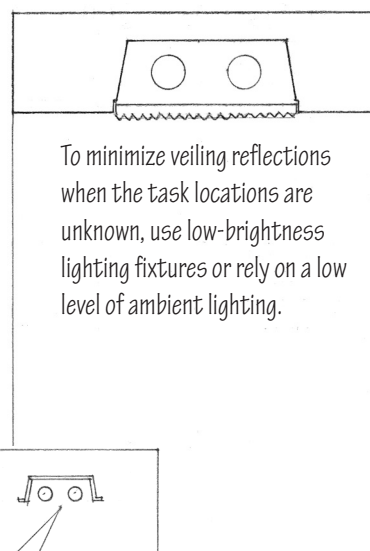 To minimize veiling reflections
when the task locations are
unknown, use low-brightness
lighting fixtures or rely on a low
level of ambient lighting.